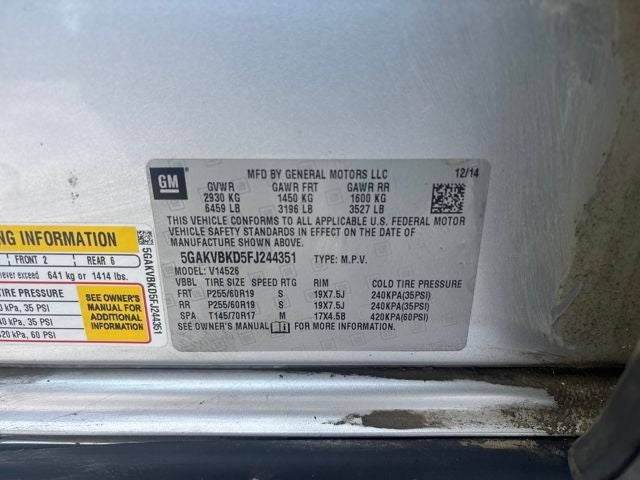 GM
MFD BY GENERAL MOTORS LLC 12/14
GVWR GAWR FRT GAWR RR
2930 KG 1450 KG 1600 KG
6459 LB 3196 LB 3527 LB
THIS VEHICLE CONFORMS TO ALL APPLICABLE U.S. FEDERAL MOTOR
VEHICLE SAFETY STANDARDS IN EFFECT ON THE DATE OF
MANUFACTURE SHOWN ABOVE.
5GAKVBKD5FJ244351 TYPE: M.P.V.
MODEL: V14526
VBBL TIRE SIZE SPEED RTG RIM COLD TIRE PRESSURE
FRT P255/60R19 S 19X7.5J 240KPA(35PSI)
RR P255/60R19 S 19X7.5J 240KPA(35PSI)
SPA T145/70R17 M 17X4.5B 420KPA(60PSI)
SEE OWNER'S MANUAL FOR MORE INFORMATION
NG INFORMATION
FRONT 2 REAR 6
never exceed 641 kg or 1414 lbs.
TIRE PRESSURE
kPA, 35 PSI
40 kPA, 35 PSI
420 kPA, 60 PSI
SEE OWNER'S
MANUAL FOR
ADDITIONAL
INFORMATION
5GAKVBKD5FJ244351